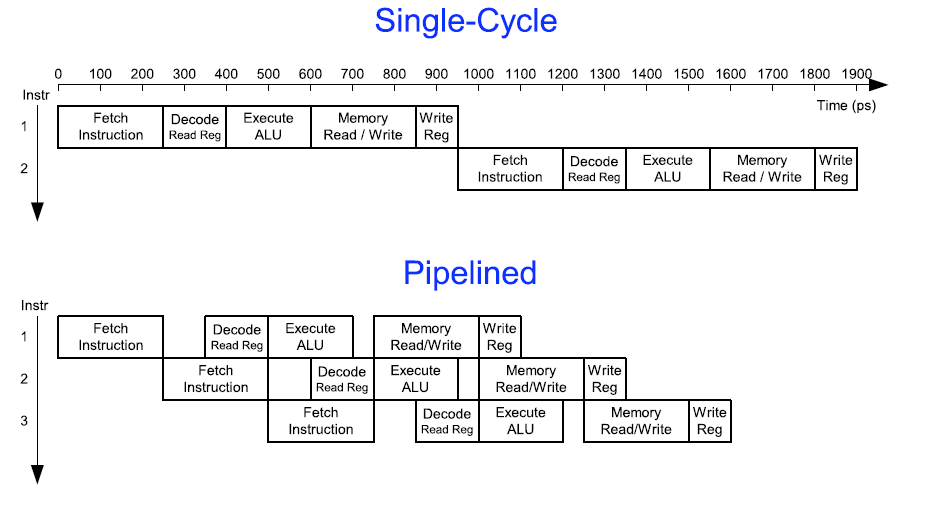 Single-Cycle
0 100 200 300 400 500 600 700 800 900 1000 1100 1200 1300 1400 1500 1600 1700 1800 1900
Instr
Time (ps)
1
Fetch
Instruction
Decode
Read Reg
Execute
ALU
Memory
Read / Write
Write
Reg
2
Fetch
Instruction
Decode
Read Reg
Execute
ALU
Memory
Read / Write
Write
Reg
Pipelined
Instr
1
Fetch
Instruction
Decode
Read Reg
Execute
ALU
Memory
Read/Write
Write
Reg
2
Fetch
Instruction
Decode
Read Reg
Execute
ALU
Memory
Read/Write
Write
Reg
3
Fetch
Instruction
Decode
Read Reg
Execute
ALU
Memory
Read/Write
Write
Reg